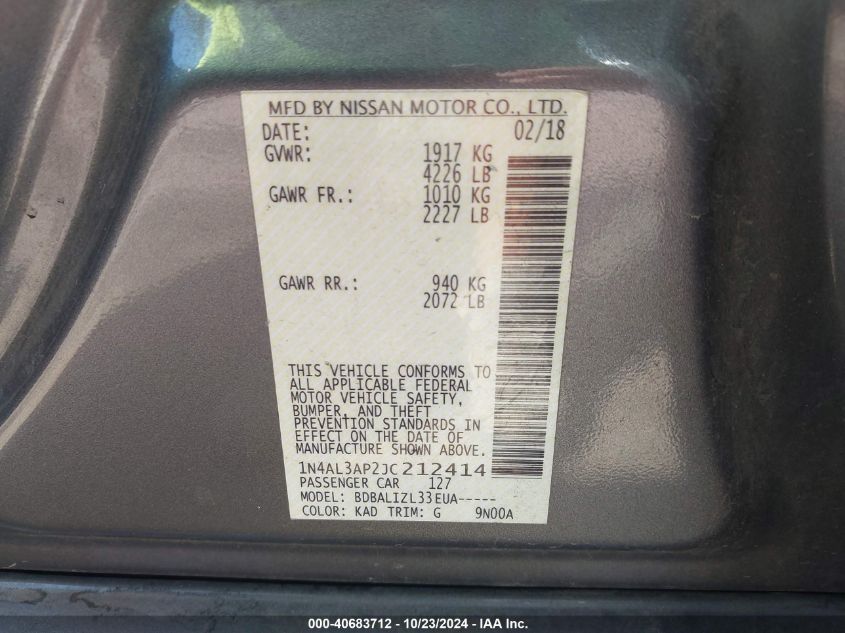 MFD BY NISSAN MOTOR CO., LTD.
DATE: 02/18
GVWR: 1917 KG
4226 LB
GAWR FR.: 1010 KG
2227 LB
GAWR RR.: 940 KG
2072 LB
THIS VEHICLE CONFORMS TO
ALL APPLICABLE FEDERAL
MOTOR VEHICLE SAFETY,
BUMPER, AND THEFT
PREVENTION STANDARDS IN
EFFECT ON THE DATE OF
MANUFACTURE SHOWN ABOVE.
1N4AL3AP2JC212414
PASSENGER CAR 127
MODEL: BDBALIZL33EUA-----
COLOR: KAD TRIM: G 9N00A
000-40683712 - 10/23/2024 - IAA Inc.